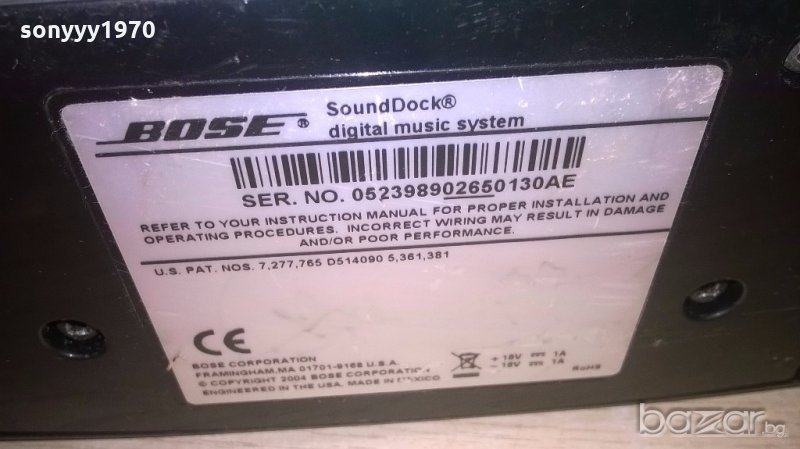 sonyyy1970
BOSE® SoundDock®
digital music system
SER. NO. 052398902650130AE
REFER TO YOUR INSTRUCTION MANUAL FOR PROPER INSTALLATION AND
OPERATING PROCEDURES. INCORRECT WIRING MAY RESULT IN DAMAGE
AND/OR POOR PERFORMANCE.
U.S. PAT. NOS. 7,277,765 D514090 5,361,381
CE
BOSE CORPORATION
FRAMINGHAM, MA 01701-9168 U.S.A.
© COPYRIGHT 2004 BOSE CORPORATION
ENGINEERED IN THE USA. MADE IN MEXICO
+ 18V ⎓ 1A
− 18V ⎓ 1A
RoHS
bazar.bg